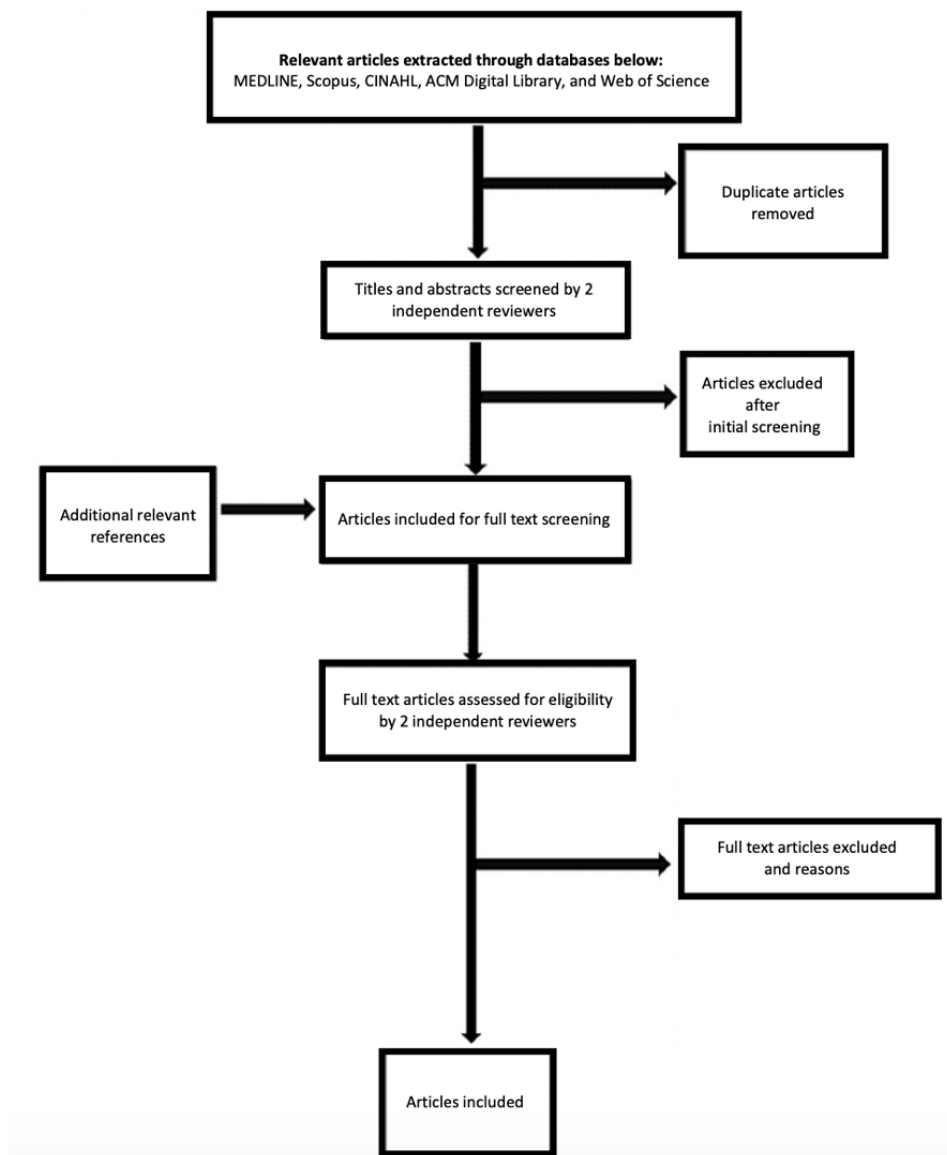 Relevant articles extracted through databases below:
MEDLINE, Scopus, CINAHL, ACM Digital Library, and Web of Science
Duplicate articles
removed
Titles and abstracts screened by 2
independent reviewers
Articles excluded
after
initial screening
Additional relevant
references
Articles included for full text screening
Full text articles assessed for eligibility
by 2 independent reviewers
Full text articles excluded
and reasons
Articles included